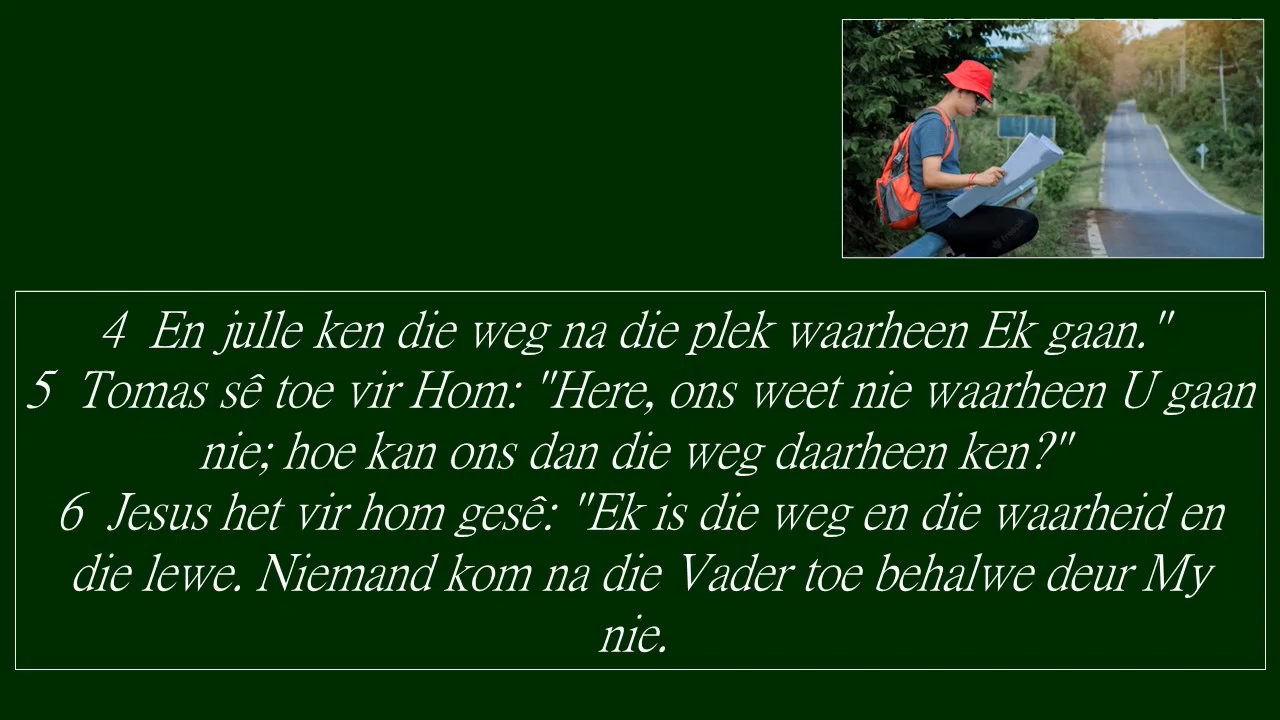 4  En julle ken die weg na die plek waarheen Ek gaan."
5  Tomas sê toe vir Hom: "Here, ons weet nie waarheen U gaan
nie; hoe kan ons dan die weg daarheen ken?"
6  Jesus het vir hom gesê: "Ek is die weg en die waarheid en
die lewe. Niemand kom na die Vader toe behalwe deur My
nie.